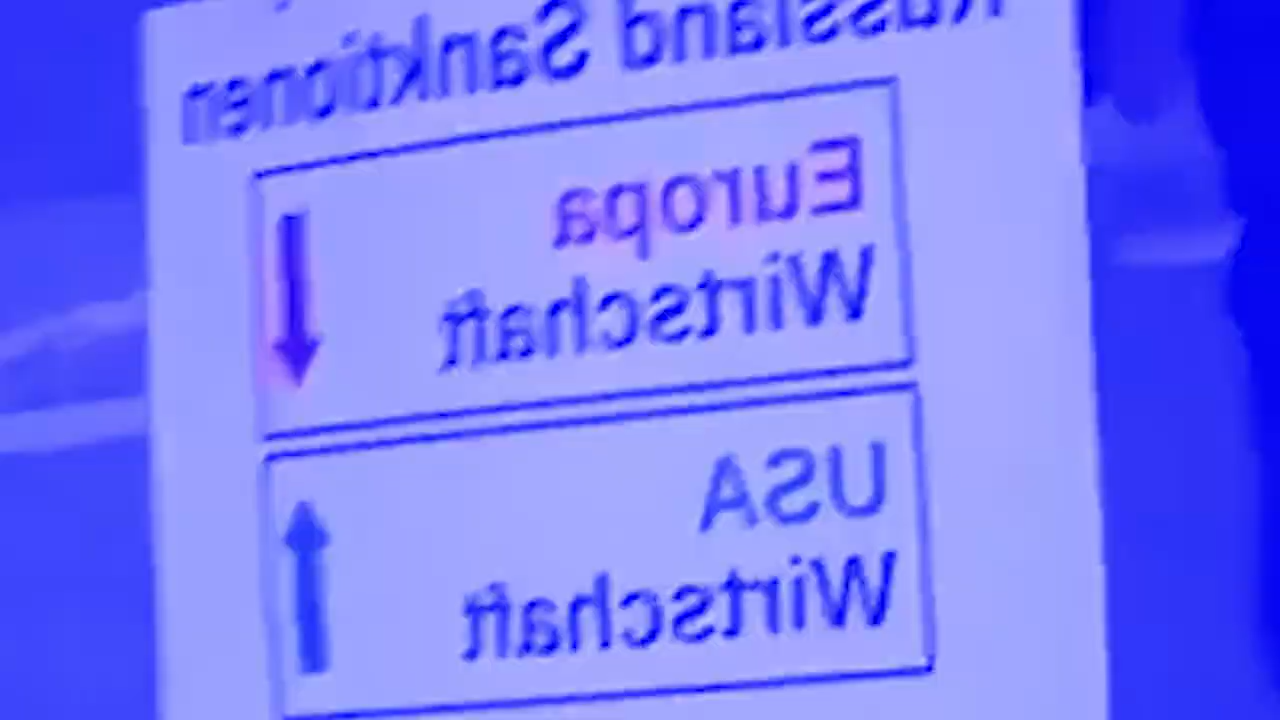 Russland Sanktionen
Europa
Wirtschaft
USA
Wirtschaft